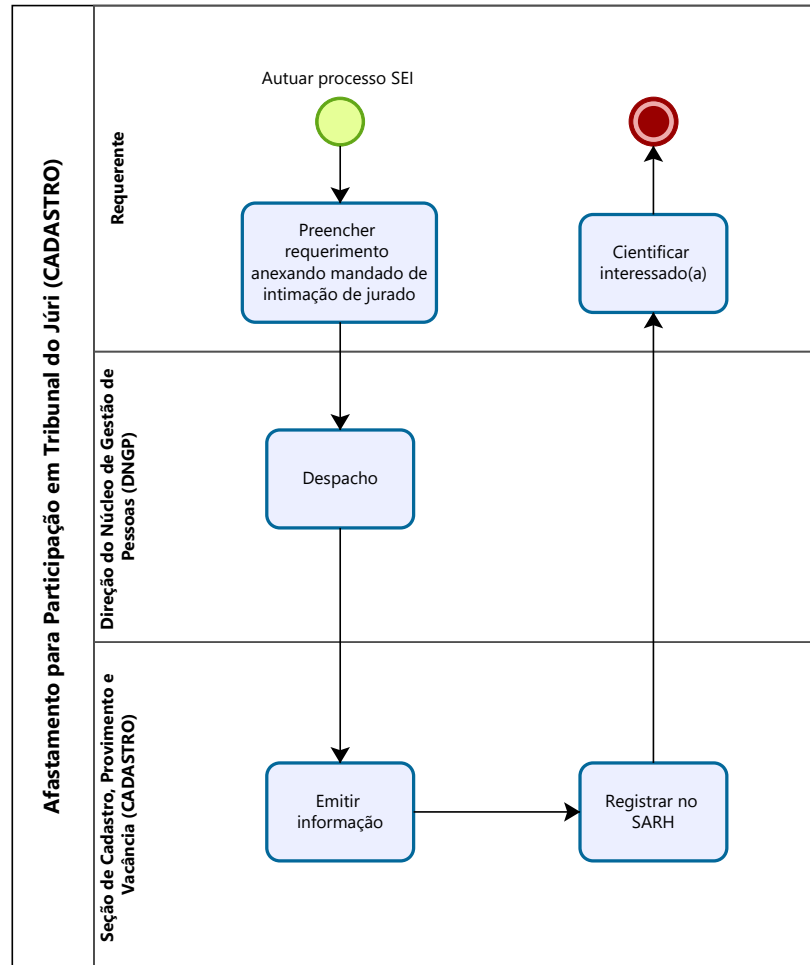 Afastamento para Participação em Tribunal do Júri (CADASTRO)
Requerente
Autuar processo SEI
Preencher
requerimento
anexando mandado de
intimação de jurado
Cientificar
interessado(a)
Direção do Núcleo de Gestão de
Pessoas (DNGP)
Despacho
Seção de Cadastro, Provimento e
Vacância (CADASTRO)
Emitir
informação
Registrar no
SARH